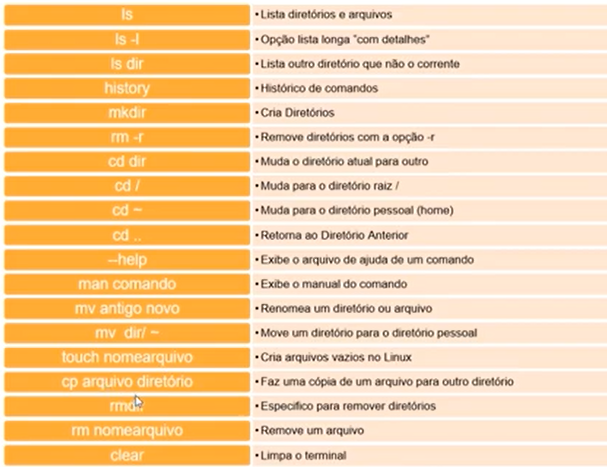 ls • Lista diretórios e arquivos
ls -l • Opção lista longa "com detalhes"
ls dir • Lista outro diretório que não o corrente
history • Histórico de comandos
mkdir • Cria Diretórios
rm -r • Remove diretórios com a opção -r
cd dir • Muda o diretório atual para outro
cd / • Muda para o diretório raiz /
cd ~ • Muda para o diretório pessoal (home)
cd .. • Retorna ao Diretório Anterior
--help • Exibe o arquivo de ajuda de um comando
man comando • Exibe o manual do comando
mv antigo novo • Renomea um diretório ou arquivo
mv dir/ ~ • Move um diretório para o diretório pessoal
touch nomearquivo • Cria arquivos vazios no Linux
cp arquivo diretório • Faz uma cópia de um arquivo para outro diretório
rmdir • Especifico para remover diretórios
rm nomearquivo • Remove um arquivo
clear • Limpa o terminal